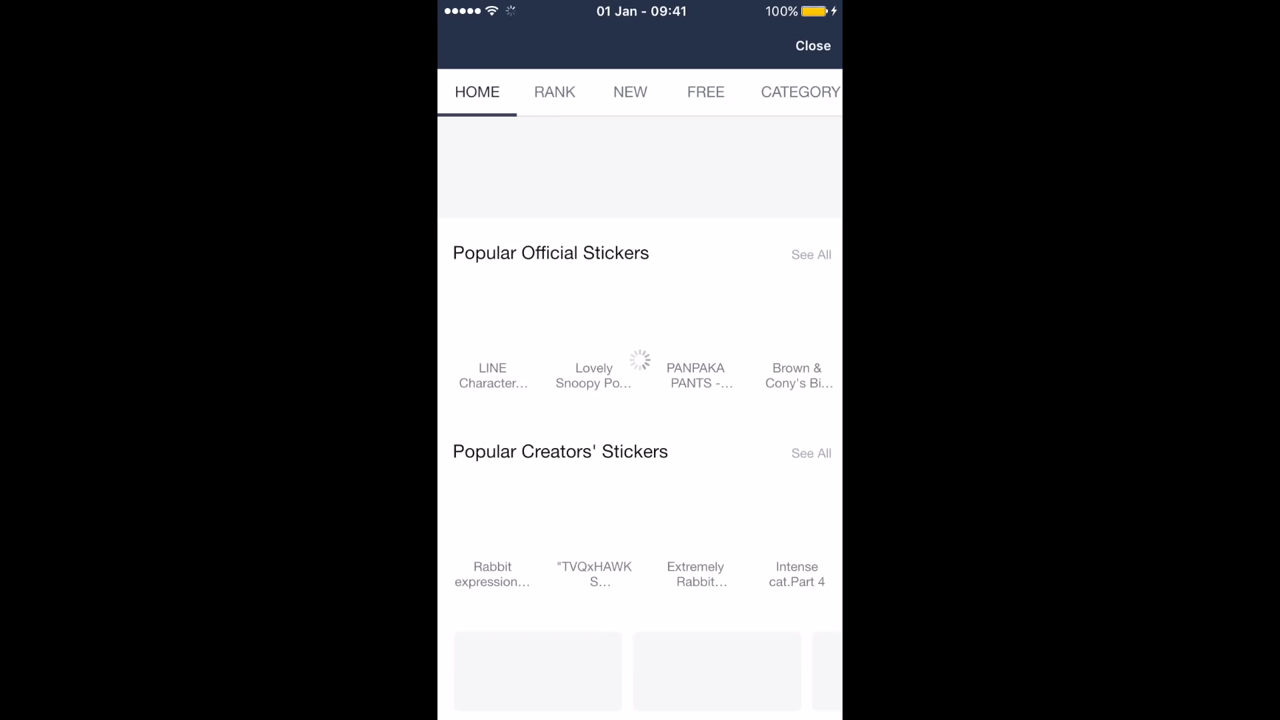 01 Jan - 09:41
100%
Close
HOME RANK NEW FREE CATEGORY
Popular Official Stickers See All
LINE Lovely PANPAKA Brown &
Character... Snoopy Po... PANTS -... Cony's Bi...
Popular Creators' Stickers See All
Rabbit "TVQxHAWK Extremely Intense
expression... S... Rabbit... cat.Part 4